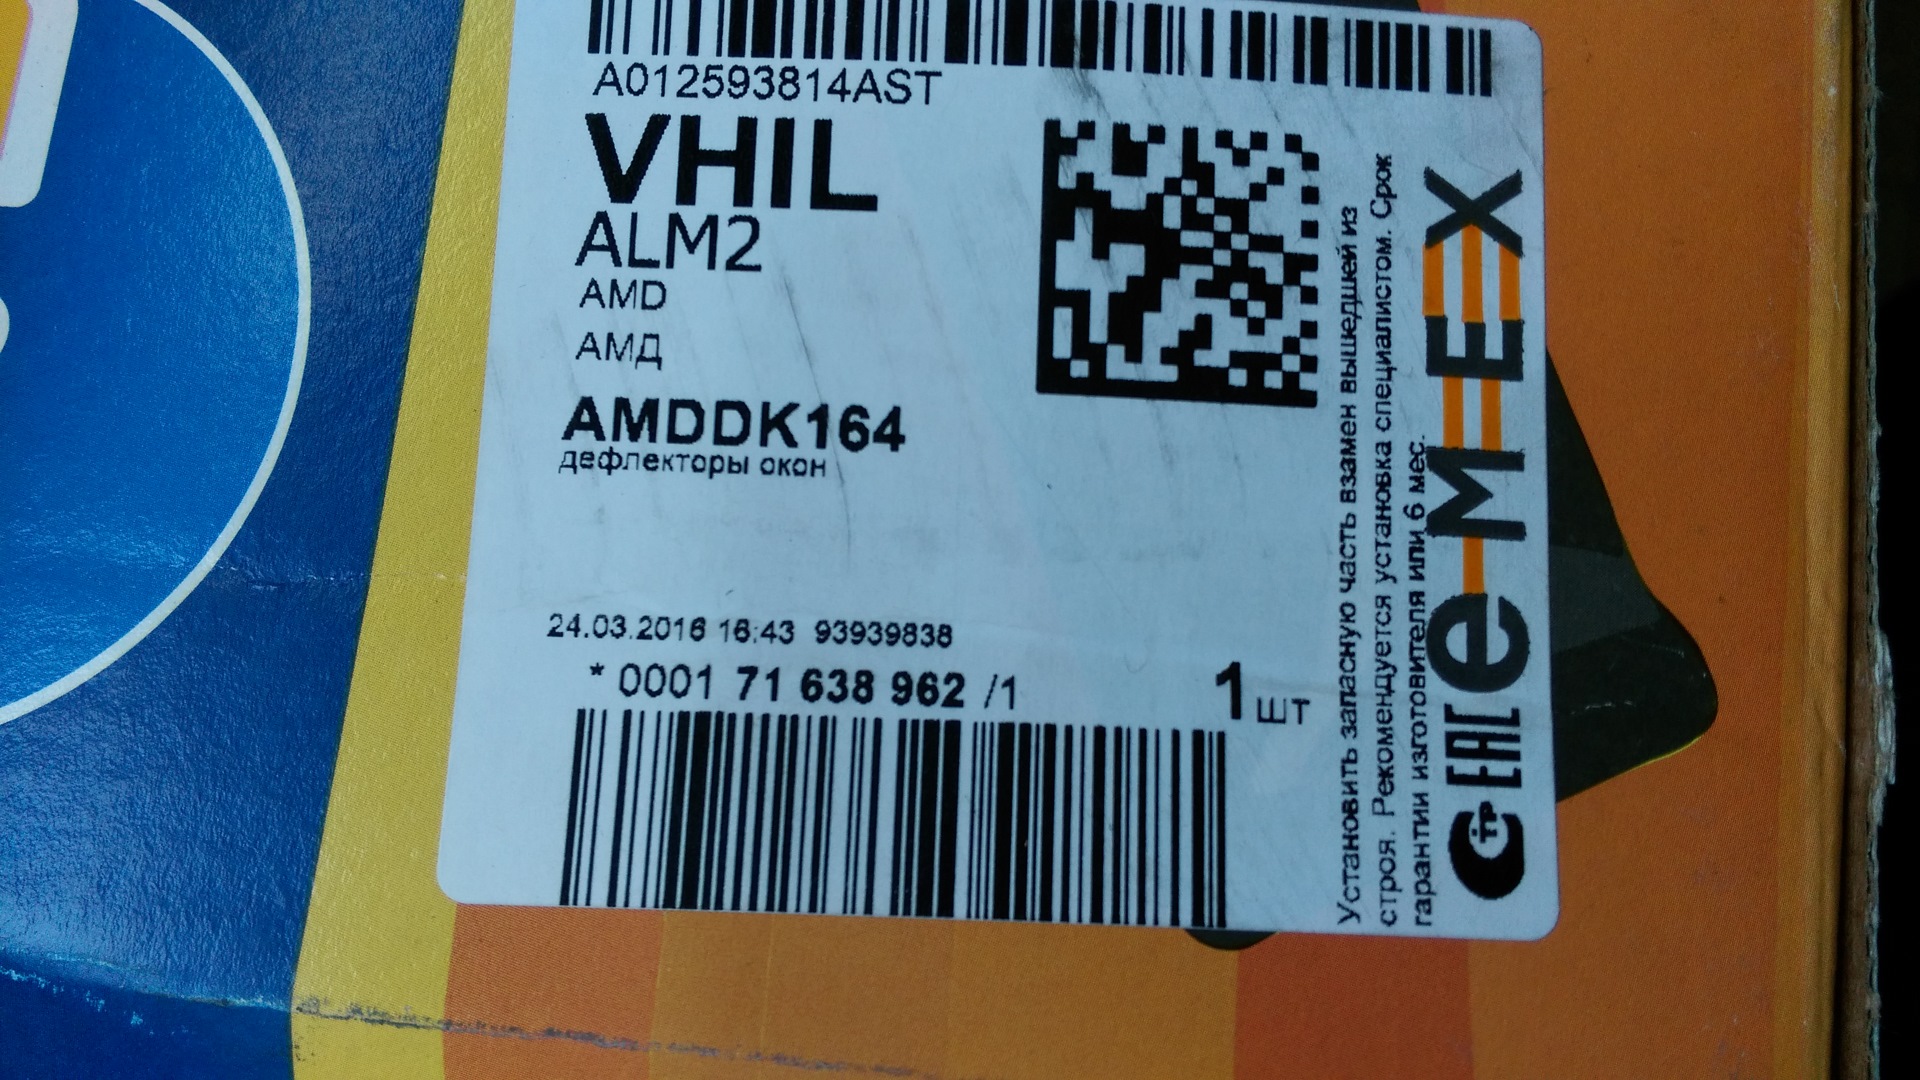 A012593814AST
VHIL
ALM2
AMD
АМД
AMDDK164
дефлекторы окон
24.03.2016 16:43 93939838
* 0001 71 638 962 /1
1 шт
Установить запасную часть взамен вышедшей из
строя. Рекомендуется установка специалистом. Срок
гарантии изготовителя или 6 мес.
EAC e-MEX